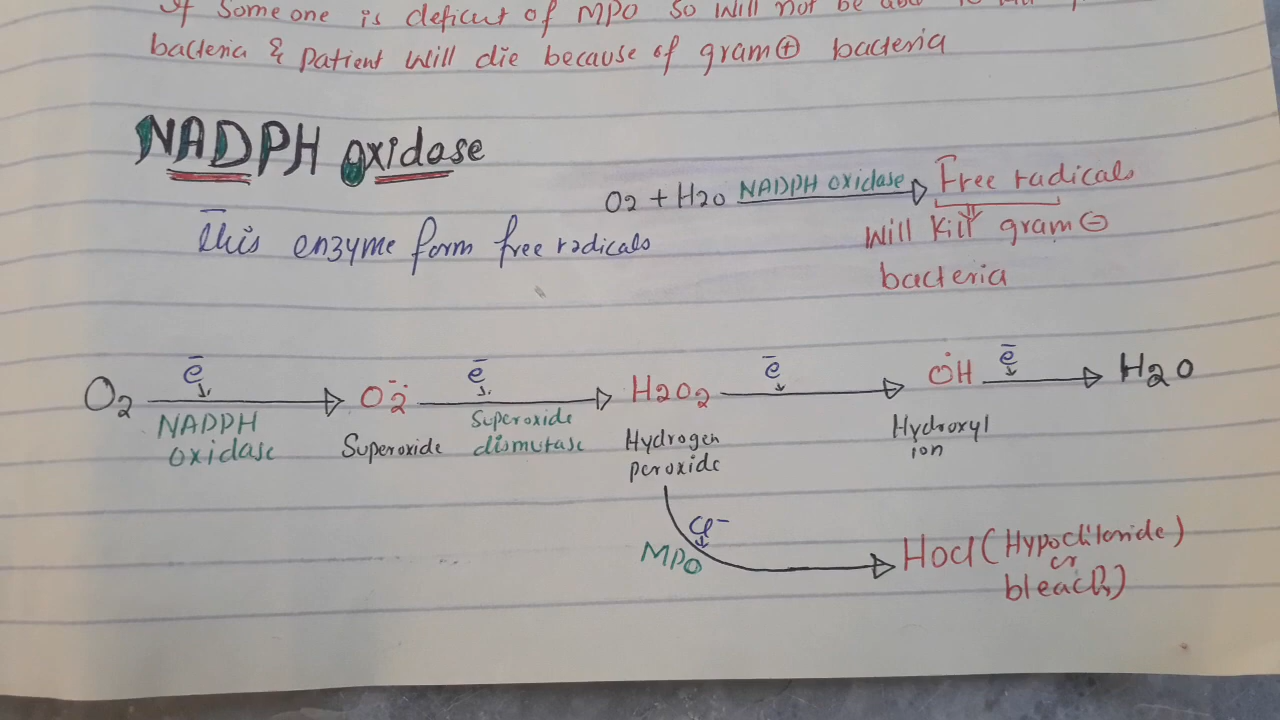 If Some one is deficut of MPO so will not be
bacteria & patient will die because of gram⊕ bacteria
NADPH oxidase
O2 + H2O NADPH oxidase Free radicals
This enzyme form free radicals
will kill gram⊖
bacteria
O2 ē NADPH oxidase O2̄ ē Superoxide dismutase H2O2 ē ȮH ē H2O
Superoxide Hydrogen peroxide Hydroxyl ion
MPO Cl- Hocl (Hypochloride)
or
bleach)